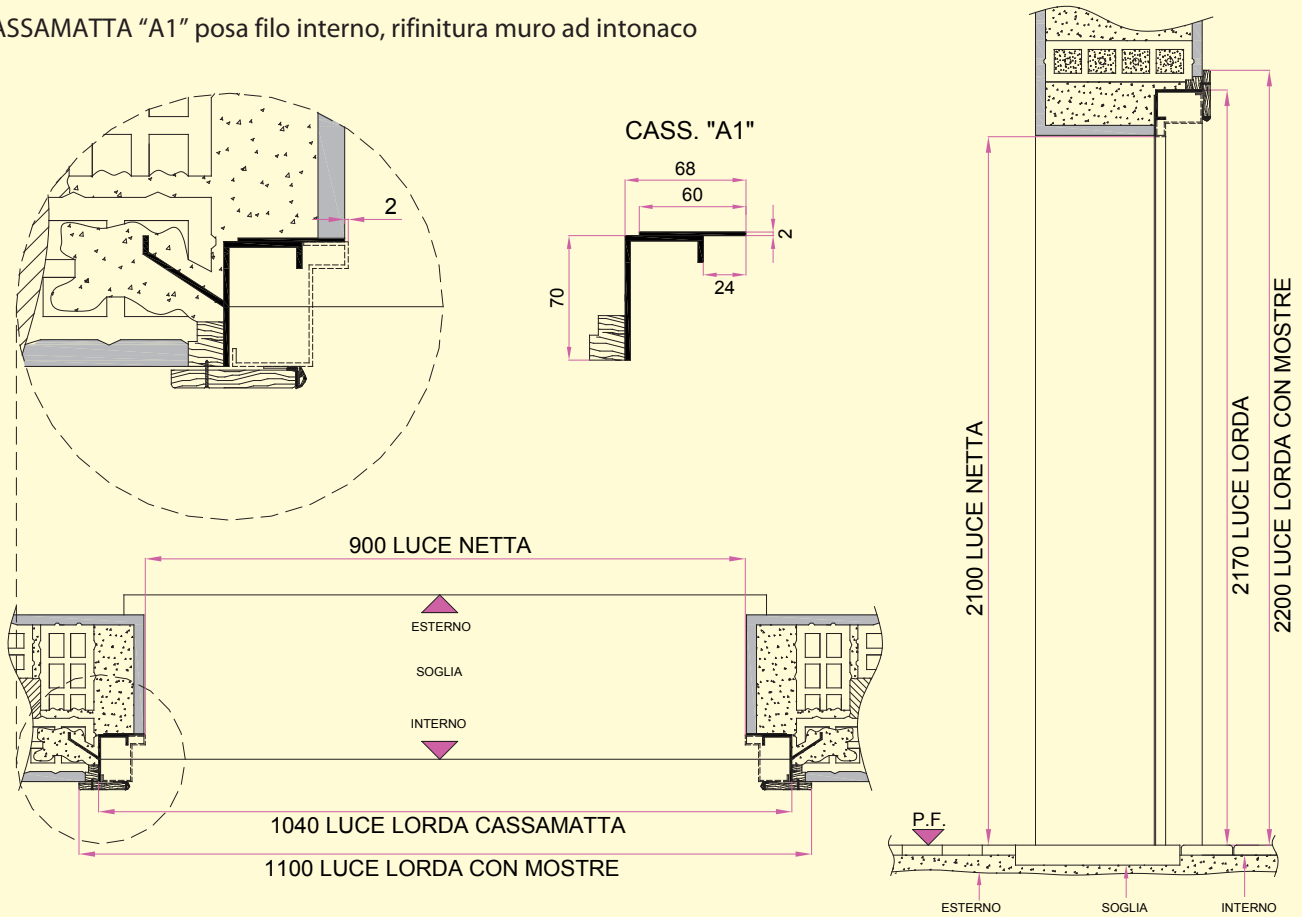 CASSAMATTA “A1” posa filo interno, rifinitura muro ad intonaco
2
CASS. "A1"
68
60
2
24
70
900 LUCE NETTA
ESTERNO
SOGLIA
INTERNO
1040 LUCE LORDA CASSAMATTA
1100 LUCE LORDA CON MOSTRE
2100 LUCE NETTA
2170 LUCE LORDA
2200 LUCE LORDA CON MOSTRE
P.F.
ESTERNO
SOGLIA
INTERNO